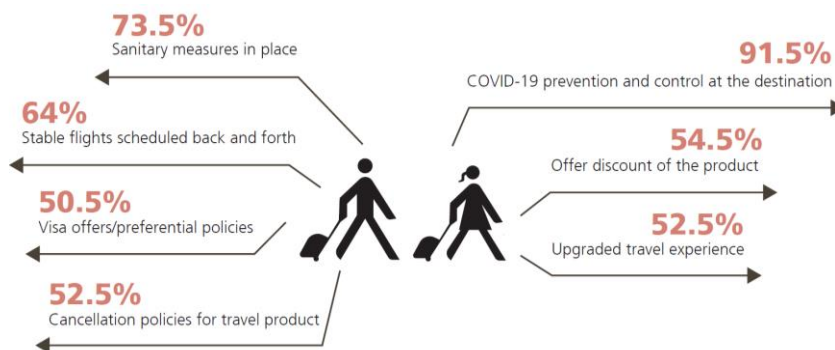 73.5%
Sanitary measures in place
64%
Stable flights scheduled back and forth
50.5%
Visa offers/preferential policies
52.5%
Cancellation policies for travel product
91.5%
COVID-19 prevention and control at the destination
54.5%
Offer discount of the product
52.5%
Upgraded travel experience